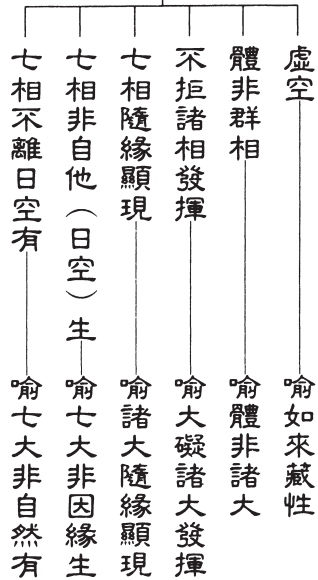 虛空——喻如來藏性
體非群相——喻體非諸大
不拒諸相發揮——喻大礙諸大發揮
七相隨緣顯現——喻諸大隨緣顯現
七相非自他（日空）生——喻七大非因緣生
七相不離日空有——喻七大非自然有